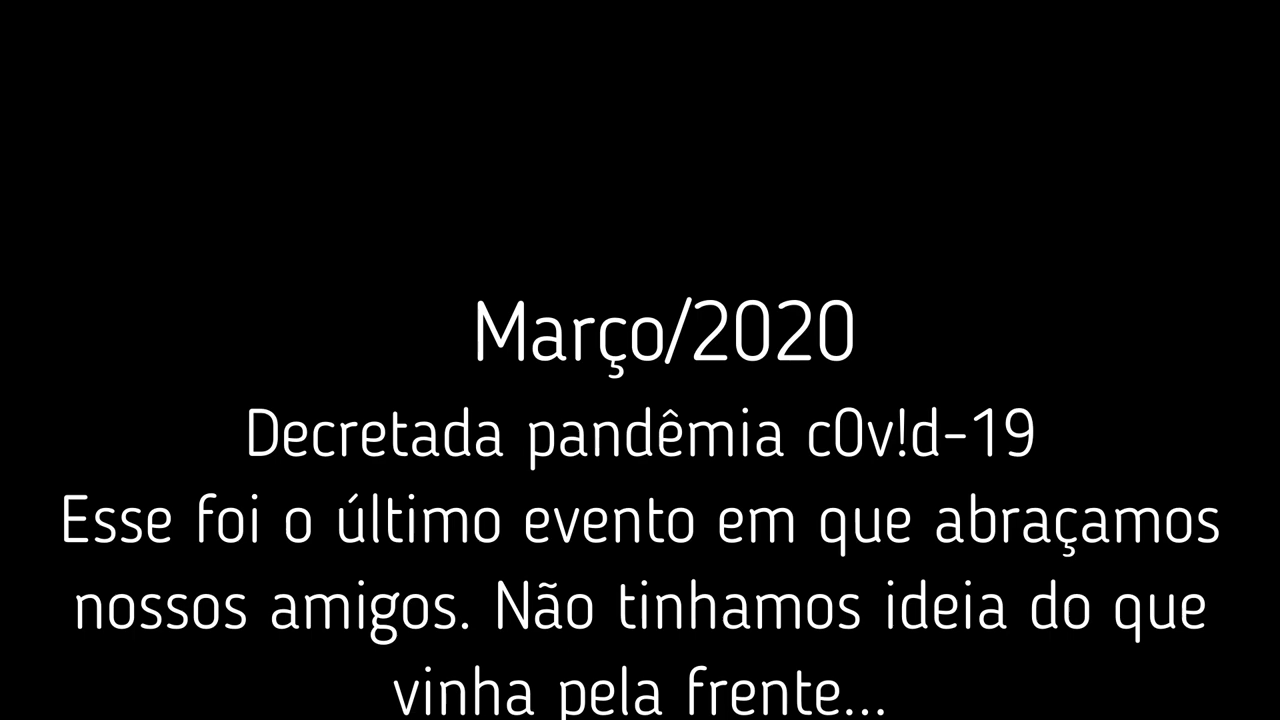 Março/2020
Decretada pandêmia c0v!d-19
Esse foi o último evento em que abraçamos
nossos amigos. Não tinhamos ideia do que
vinha pela frente...